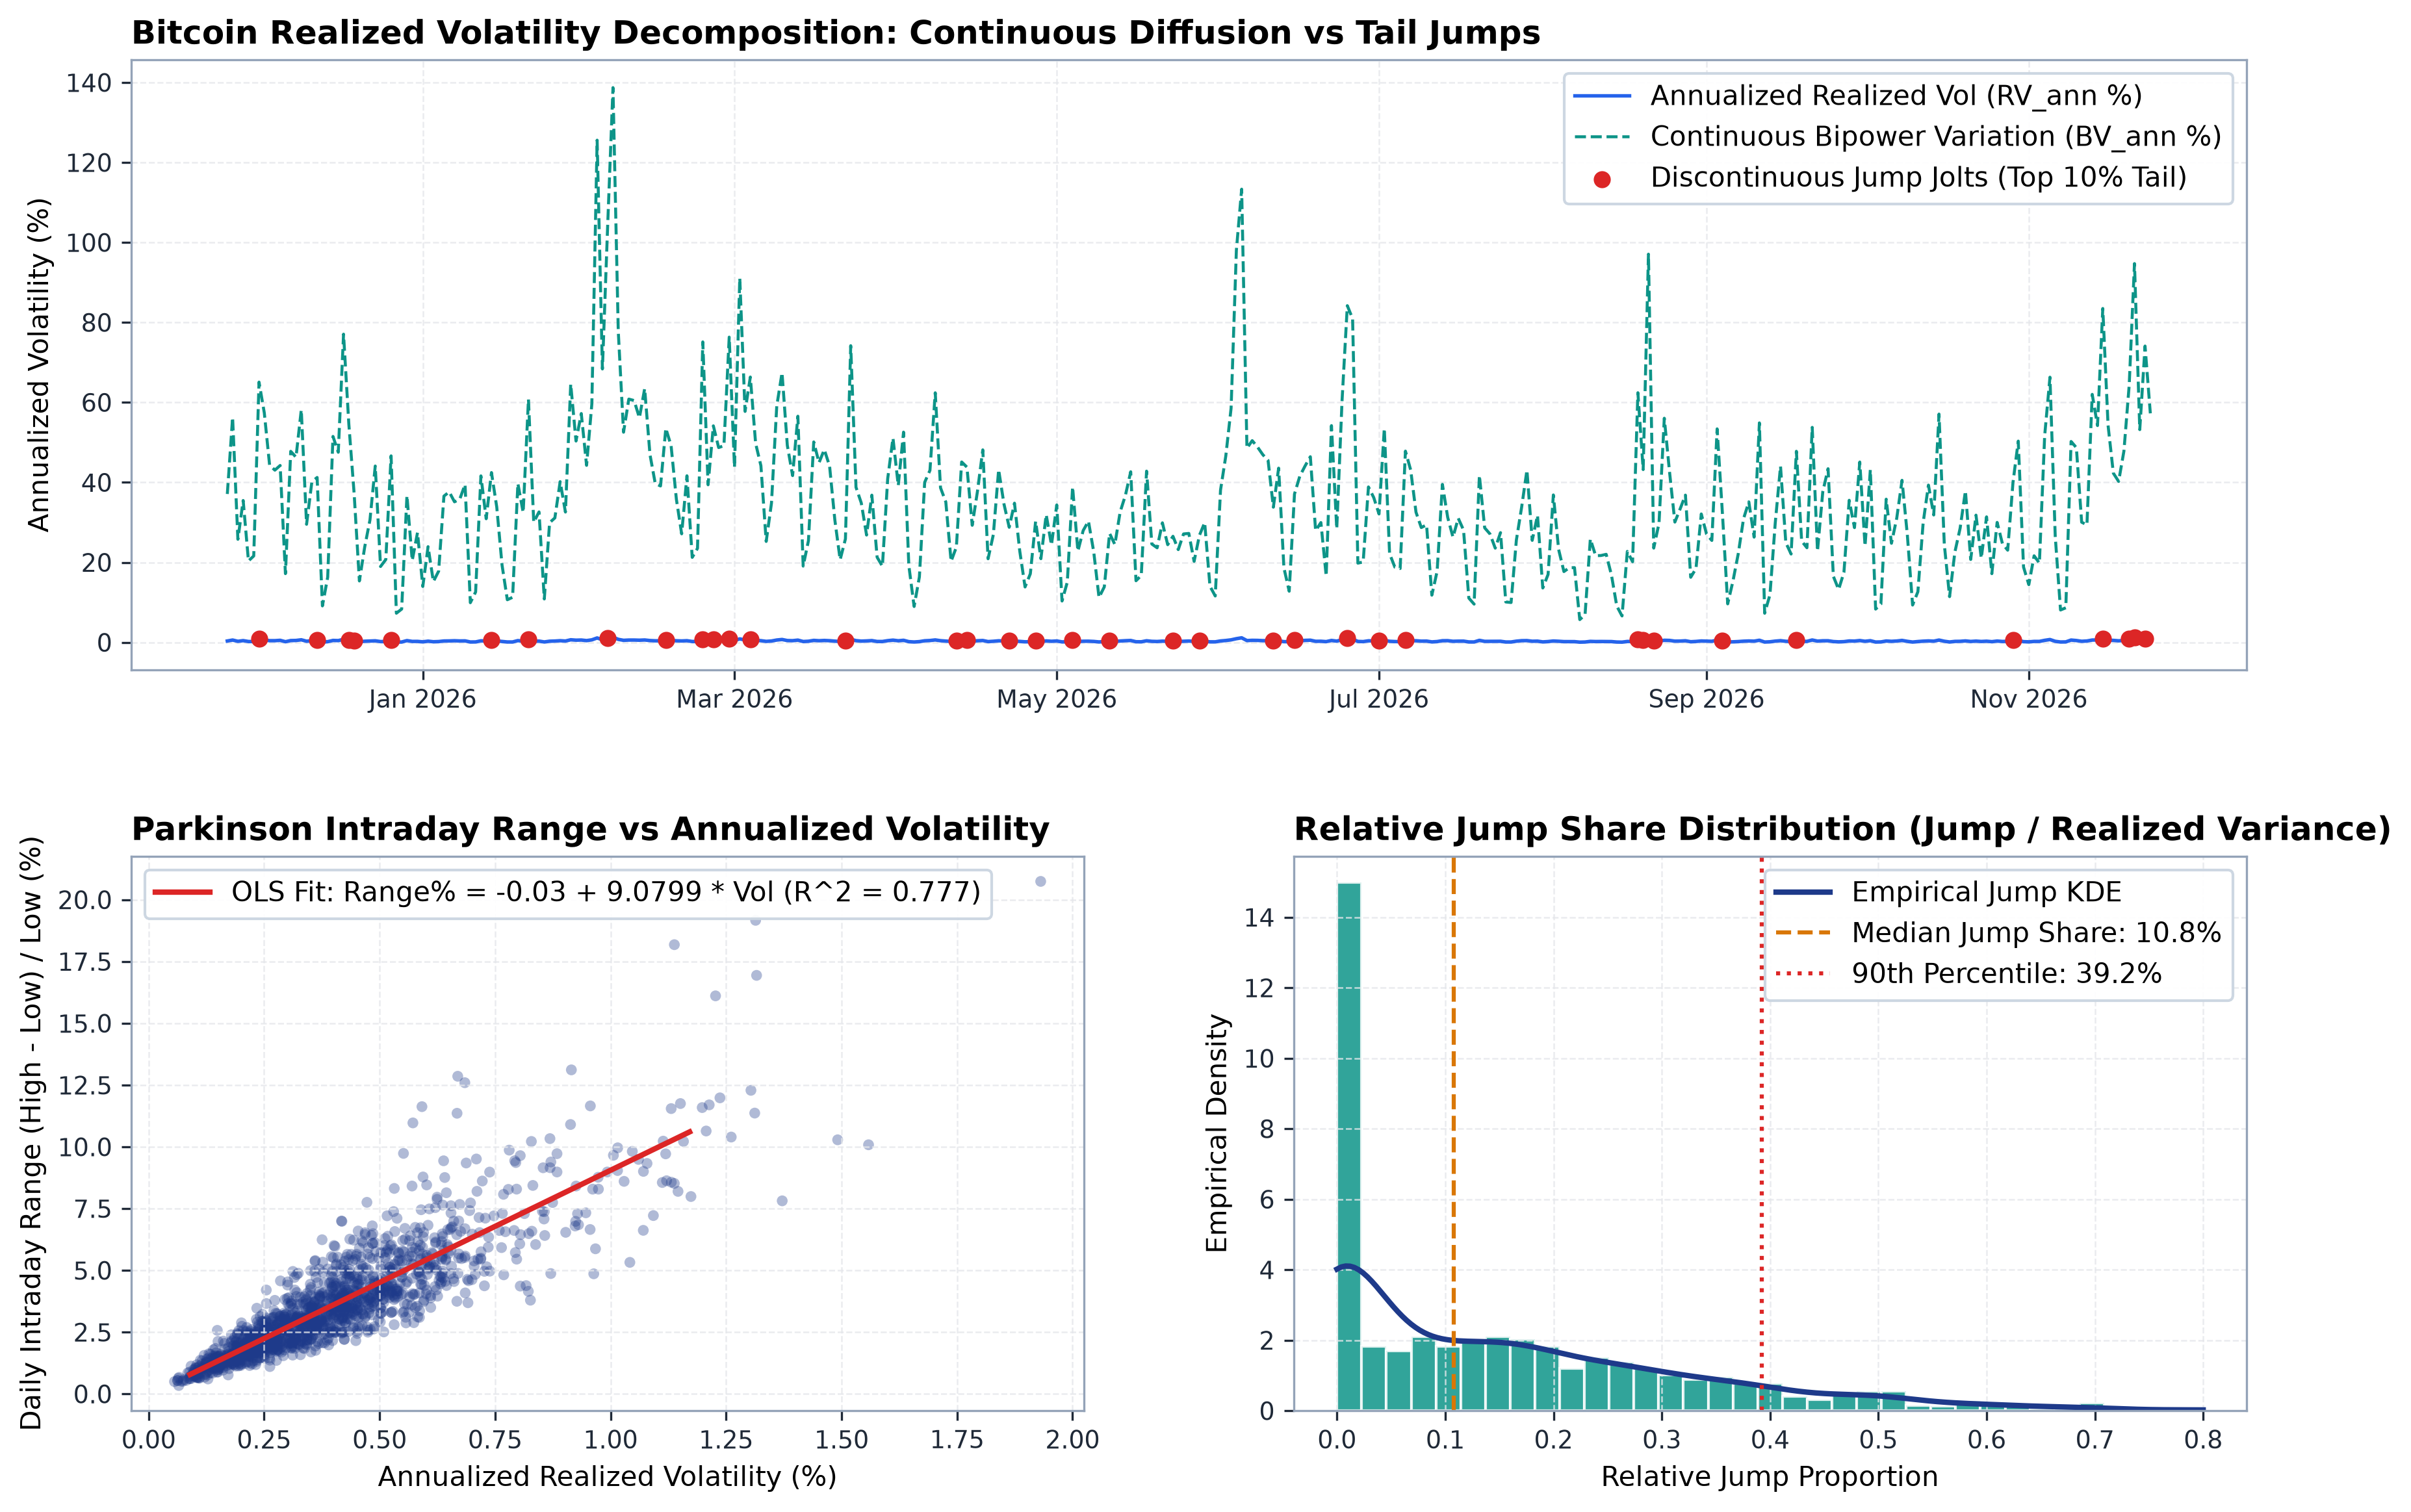 Bitcoin Realized Volatility Decomposition: Continuous Diffusion vs Tail Jumps
Annualized Volatility (%)
140
120
100
80
60
40
20
0
Annualized Realized Vol (RV_ann %)
Continuous Bipower Variation (BV_ann %)
Discontinuous Jump Jolts (Top 10% Tail)
Jan 2026
Mar 2026
May 2026
Jul 2026
Sep 2026
Nov 2026
Parkinson Intraday Range vs Annualized Volatility
Daily Intraday Range (High - Low) / Low (%)
20.0
17.5
15.0
12.5
10.0
7.5
5.0
2.5
0.0
OLS Fit: Range% = -0.03 + 9.0799 * Vol (R^2 = 0.777)
0.00
0.25
0.50
0.75
1.00
1.25
1.50
1.75
2.00
Annualized Realized Volatility (%)
Relative Jump Share Distribution (Jump / Realized Variance)
Empirical Density
14
12
10
8
6
4
2
0
Empirical Jump KDE
Median Jump Share: 10.8%
90th Percentile: 39.2%
0.0
0.1
0.2
0.3
0.4
0.5
0.6
0.7
0.8
Relative Jump Proportion